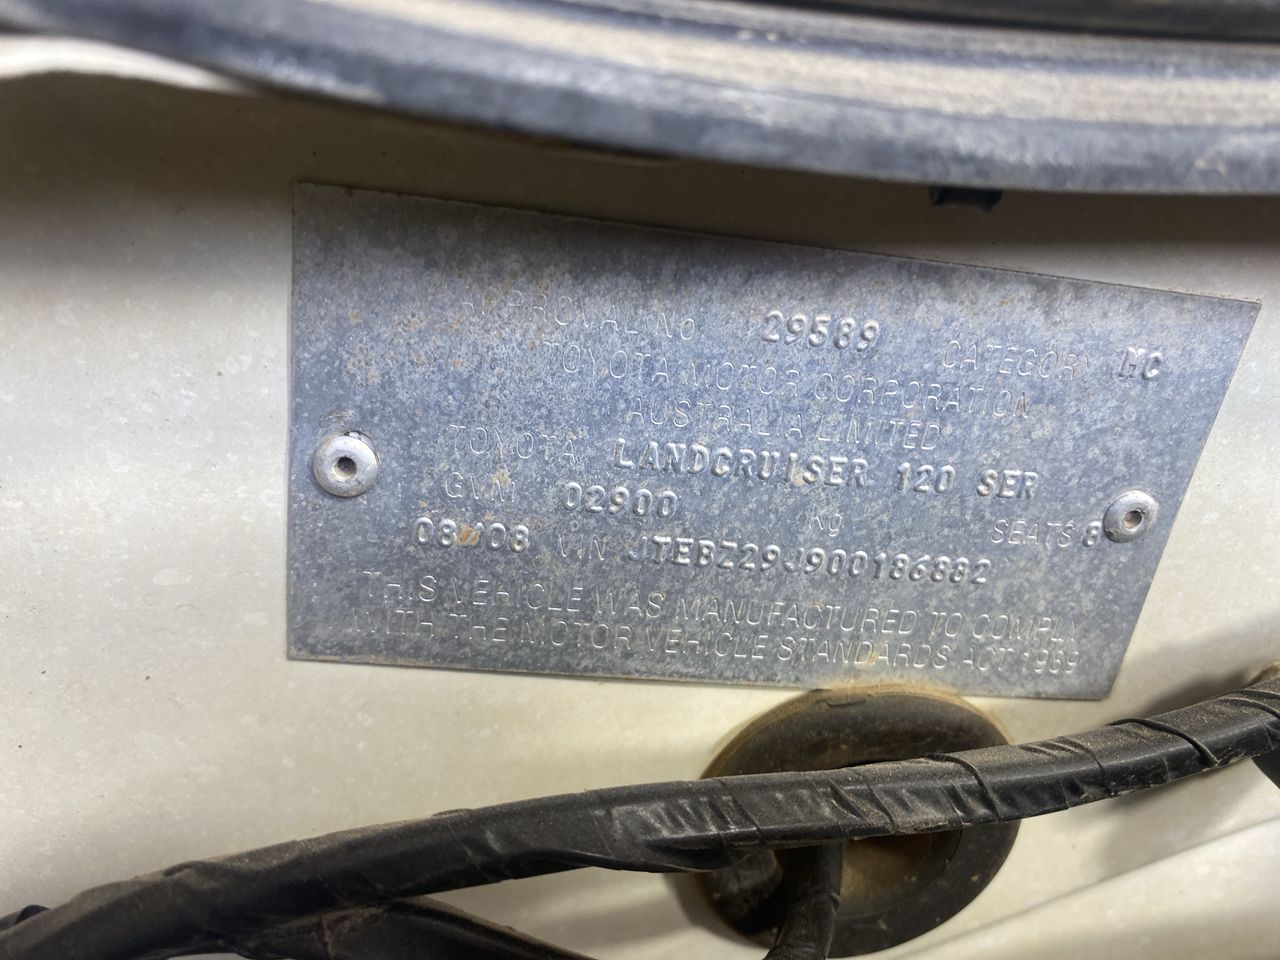 APPROVAL No 29589 CATEGORY MC
TOYOTA MOTOR CORPORATION
AUSTRALIA LIMITED
TOYOTA LANDCRUISER 120 SER
GVM 02900 kg SEATS 8
08/08 VIN JTEBZ29J900186882
THIS VEHICLE WAS MANUFACTURED TO COMPLY
WITH THE MOTOR VEHICLE STANDARDS ACT 1989